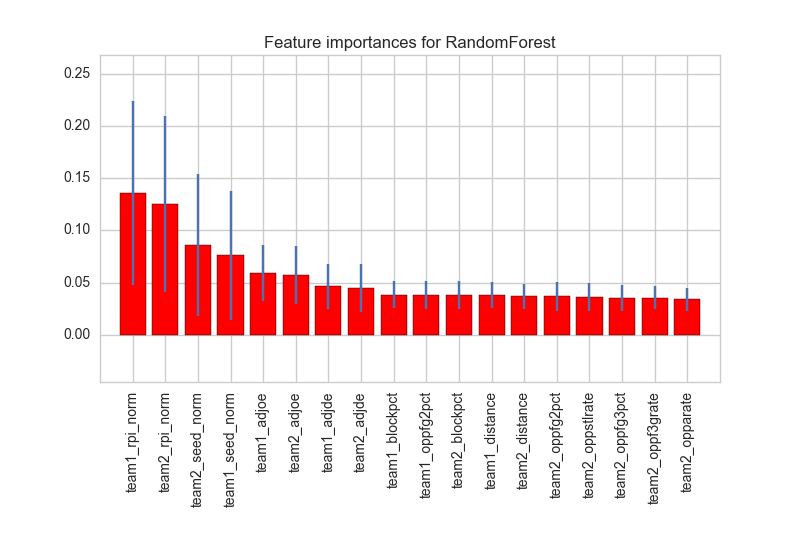 Feature importances for RandomForest
0.25
0.20
0.15
0.10
0.05
0.00
team1_rpi_norm
team2_rpi_norm
team2_seed_norm
team1_seed_norm
team1_adjoe
team2_adjoe
team1_adjde
team2_adjde
team1_blockpct
team1_oppfg2pct
team2_blockpct
team1_distance
team2_distance
team2_oppfg2pct
team2_oppstlrate
team2_oppfg3pct
team2_oppf3grate
team2_opparate